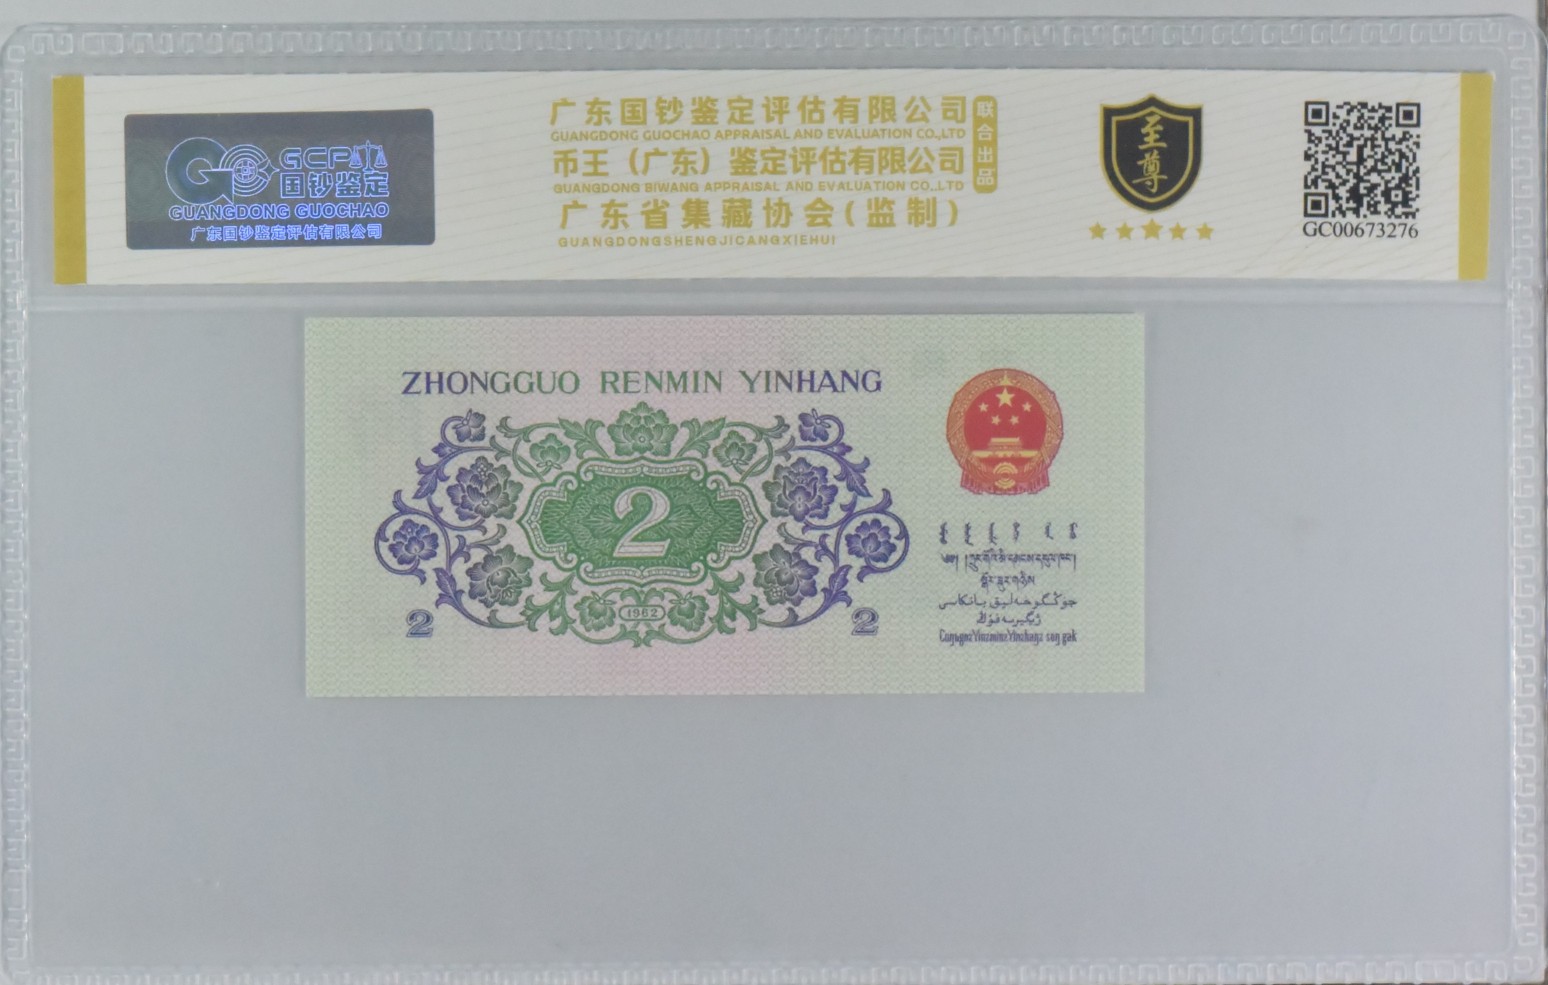 GCPA
国钞鉴定
GUANGDONG GUOCHAO
广东国钞鉴定评估有限公司
广东国钞鉴定评估有限公司
GUANGDONG GUOCHAO APPRAISAL AND EVALUATION CO.,LTD
币王（广东）鉴定评估有限公司
GUANGDONG BIWANG APPRAISAL AND EVALUATION CO.,LTD
广东省集藏协会(监制)
GUANGDONGSHENGJICANGXIEHUI
联合出品
至尊
GC00673276
ZHONGGUO RENMIN YINHANG
2
1962
2
2